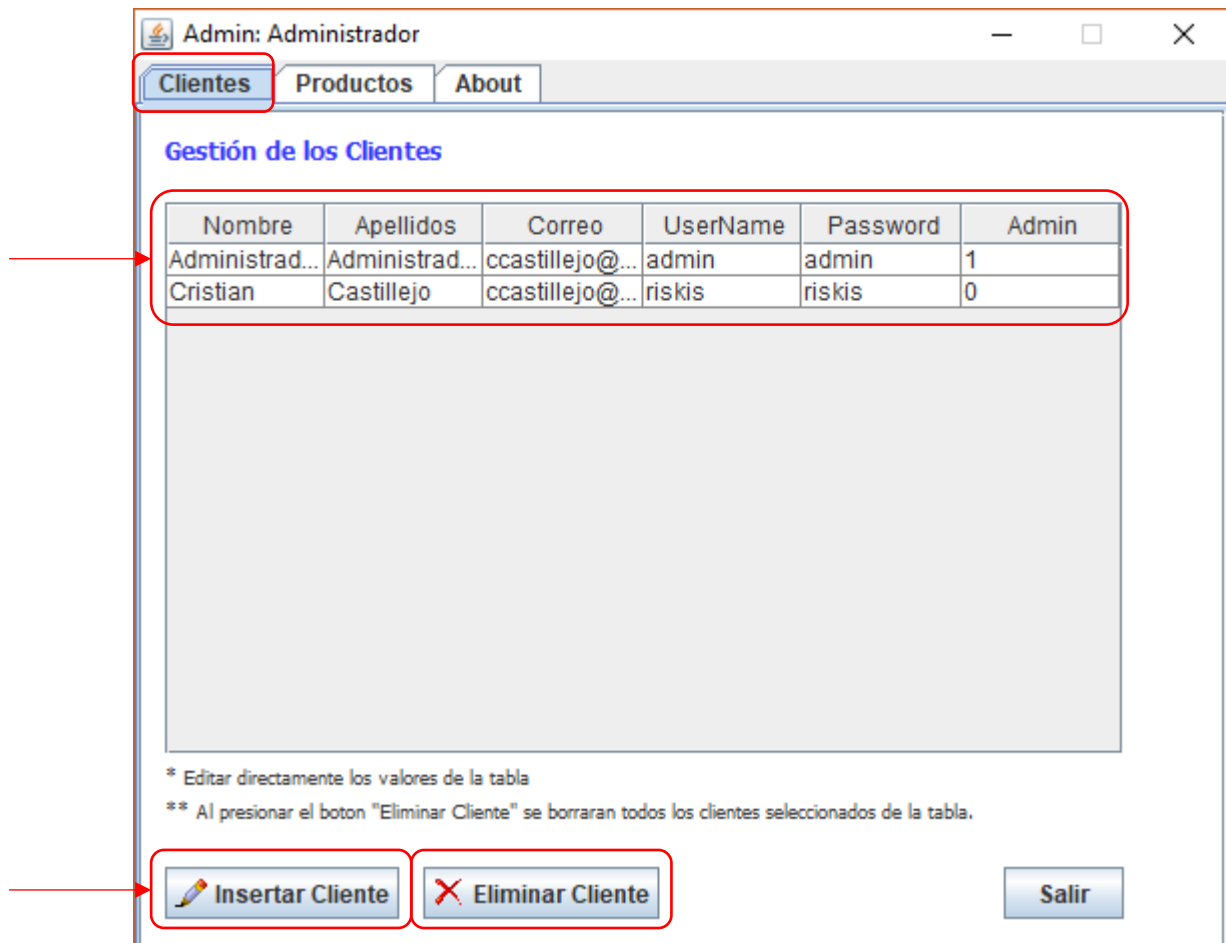 Admin: Administrador
Clientes Productos About
Gestión de los Clientes
Nombre Apellidos Correo UserName Password Admin
Administrad... Administrad... ccastillejo@... admin admin 1
Cristian Castillejo ccastillejo@... riskis riskis 0
* Editar directamente los valores de la tabla
** Al presionar el boton "Eliminar Cliente" se borraran todos los clientes seleccionados de la tabla.
Insertar Cliente Eliminar Cliente Salir